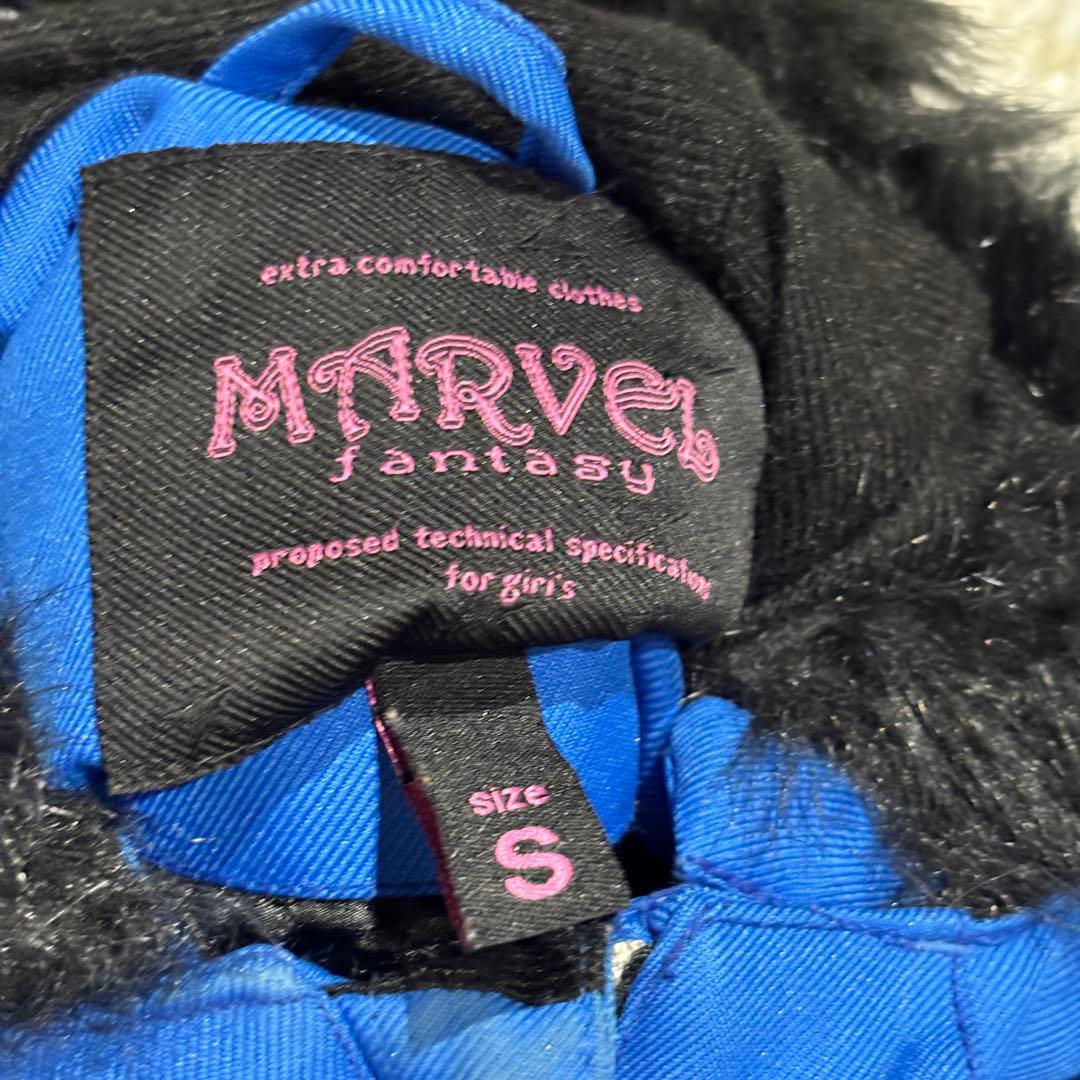 extra comfortable clothes
MARVEL
fantasy
proposed technical specifications
for girl's
size
S